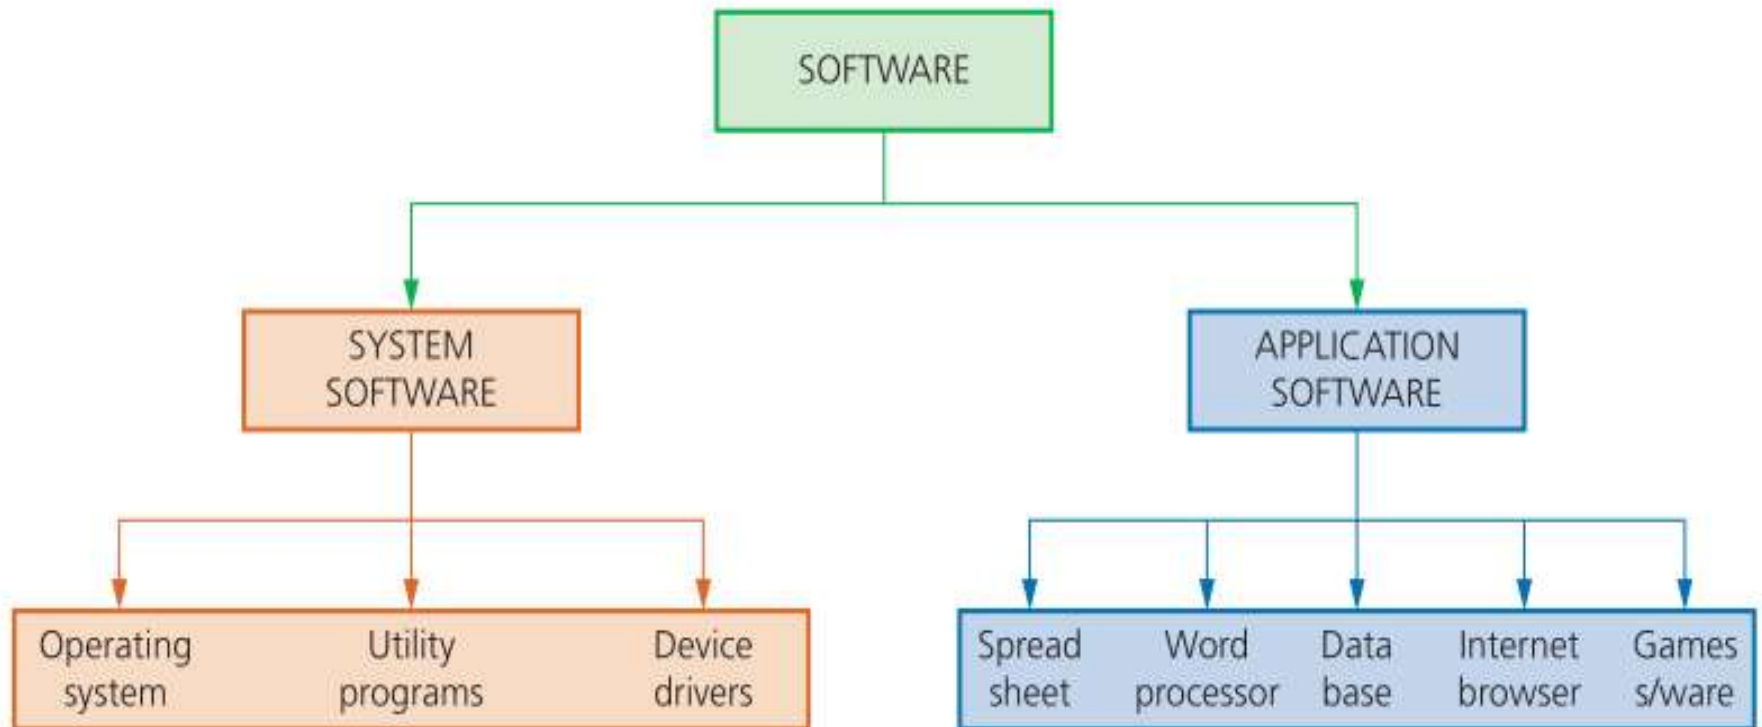 SOFTWARE
SYSTEM
SOFTWARE
APPLICATION
SOFTWARE
Operating
system
Utility
programs
Device
drivers
Spread
sheet
Word
processor
Data
base
Internet
browser
Games
s/ware